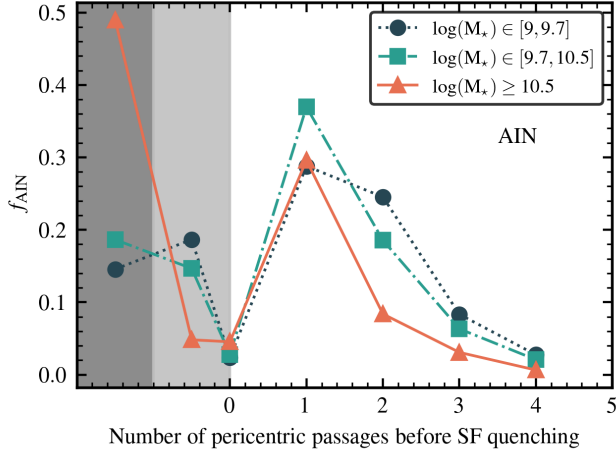 0.5
0.4
0.3
0.2
0.1
0.0
f_AIN
log(M⋆) ∈ [9, 9.7]
log(M⋆) ∈ [9.7, 10.5]
log(M⋆) ≥ 10.5
AIN
0 1 2 3 4 5
Number of pericentric passages before SF quenching